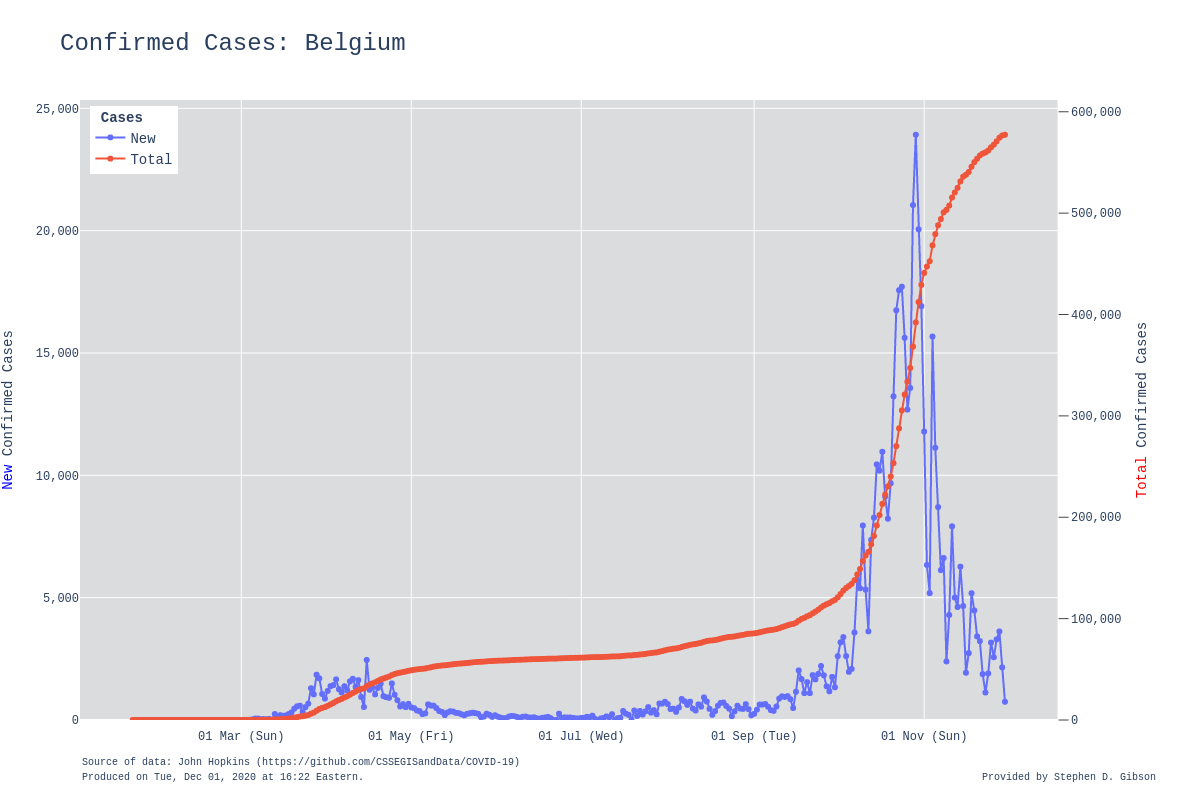 Confirmed Cases: Belgium
Cases
New
Total
25,000
20,000
15,000
10,000
5,000
0
New Confirmed Cases
600,000
500,000
400,000
300,000
200,000
100,000
0
Total Confirmed Cases
01 Mar (Sun)
01 May (Fri)
01 Jul (Wed)
01 Sep (Tue)
01 Nov (Sun)
Source of data: John Hopkins (https://github.com/CSSEGISandData/COVID-19)
Produced on Tue, Dec 01, 2020 at 16:22 Eastern.
Provided by Stephen D. Gibson